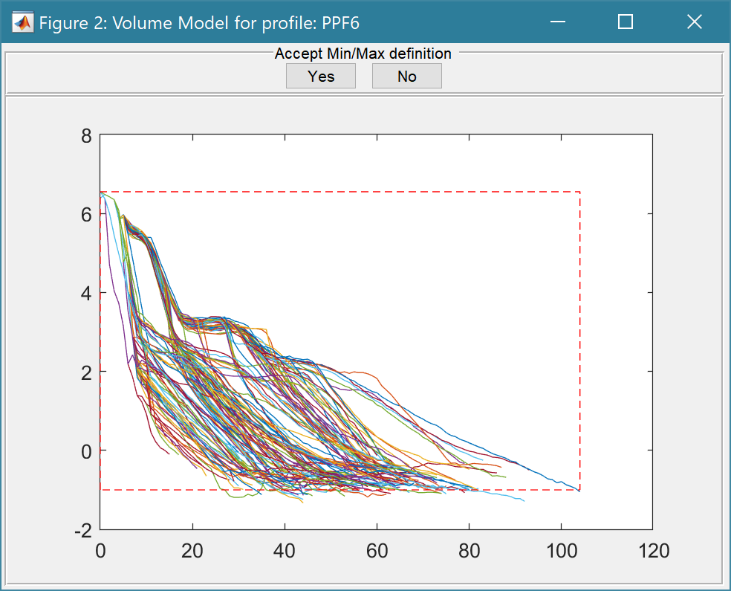 Figure 2: Volume Model for profile: PPF6
Accept Min/Max definition
Yes No
8
6
4
2
0
-2
0 20 40 60 80 100 120